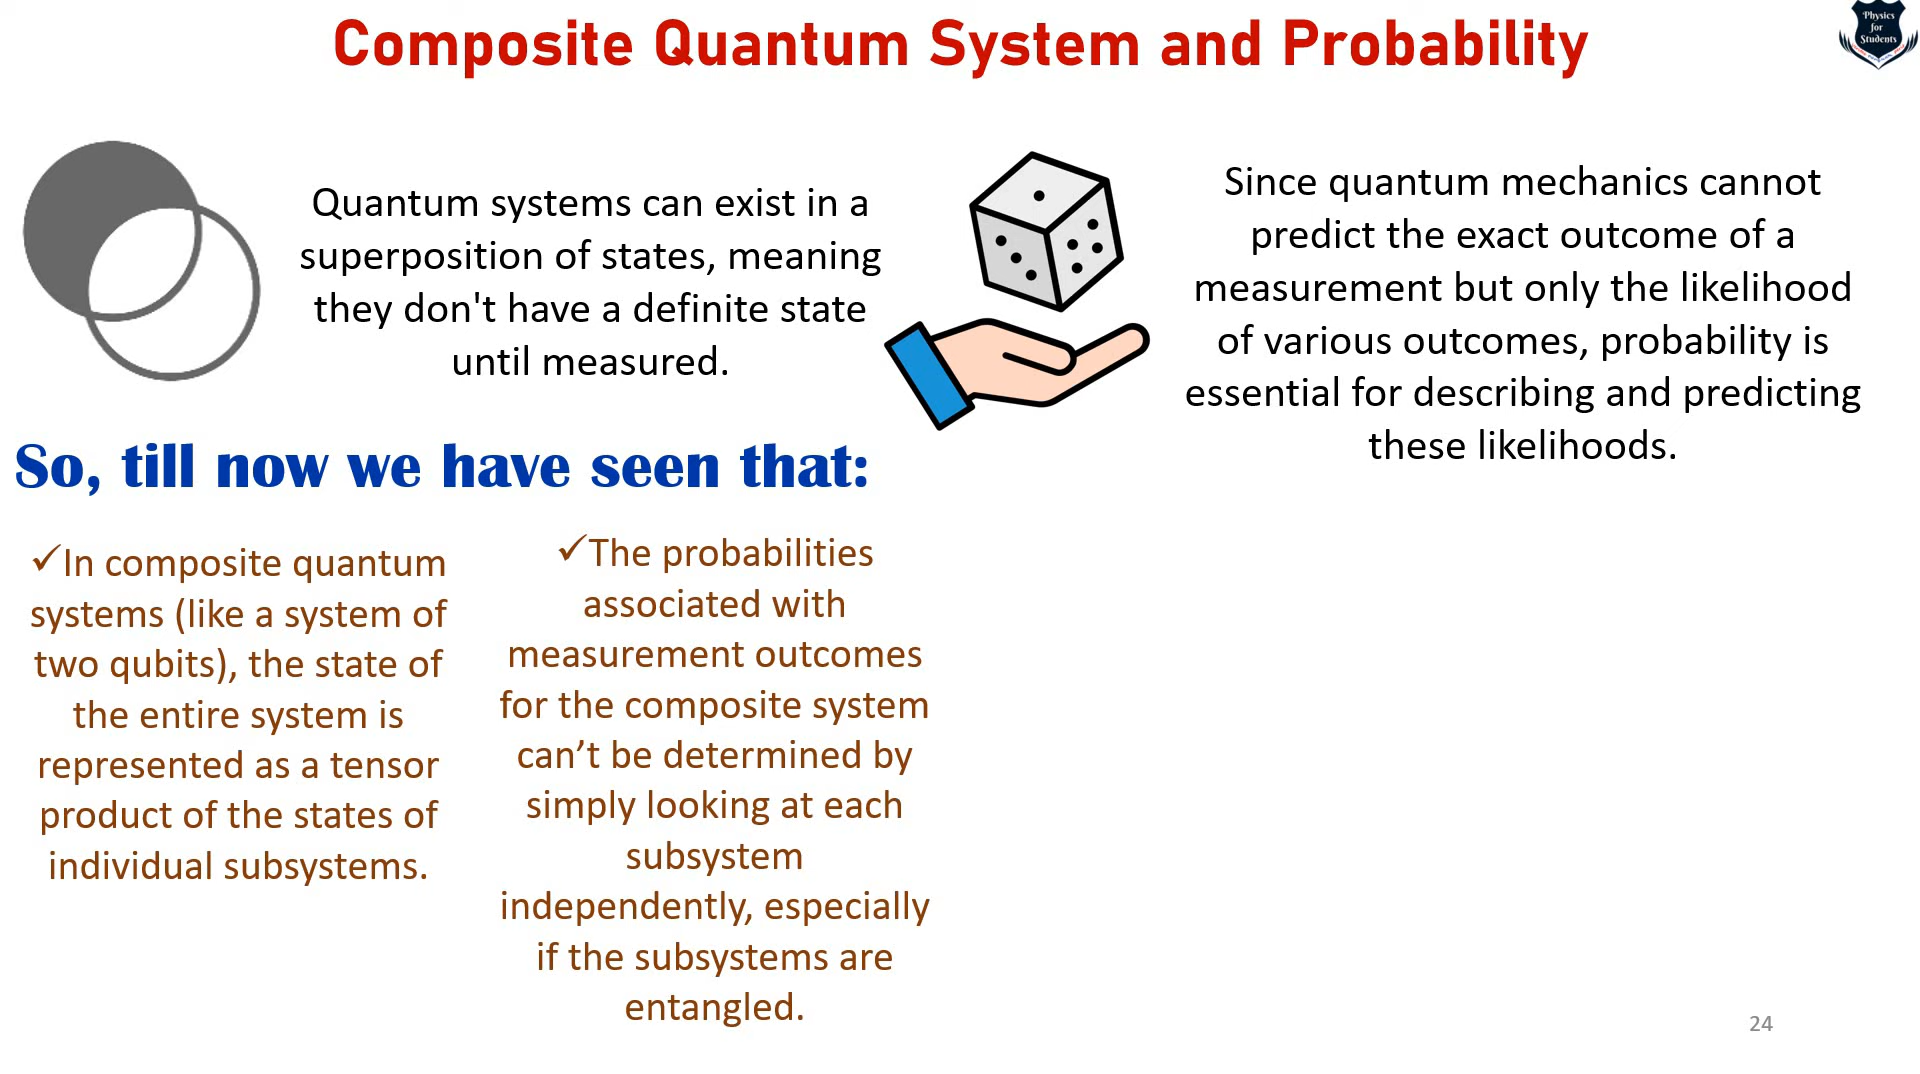 Composite Quantum System and Probability
Physics
for
Students
Quantum systems can exist in a
superposition of states, meaning
they don't have a definite state
until measured.
Since quantum mechanics cannot
predict the exact outcome of a
measurement but only the likelihood
of various outcomes, probability is
essential for describing and predicting
these likelihoods.
So, till now we have seen that:
✓In composite quantum
systems (like a system of
two qubits), the state of
the entire system is
represented as a tensor
product of the states of
individual subsystems.
✓The probabilities
associated with
measurement outcomes
for the composite system
can’t be determined by
simply looking at each
subsystem
independently, especially
if the subsystems are
entangled.
24